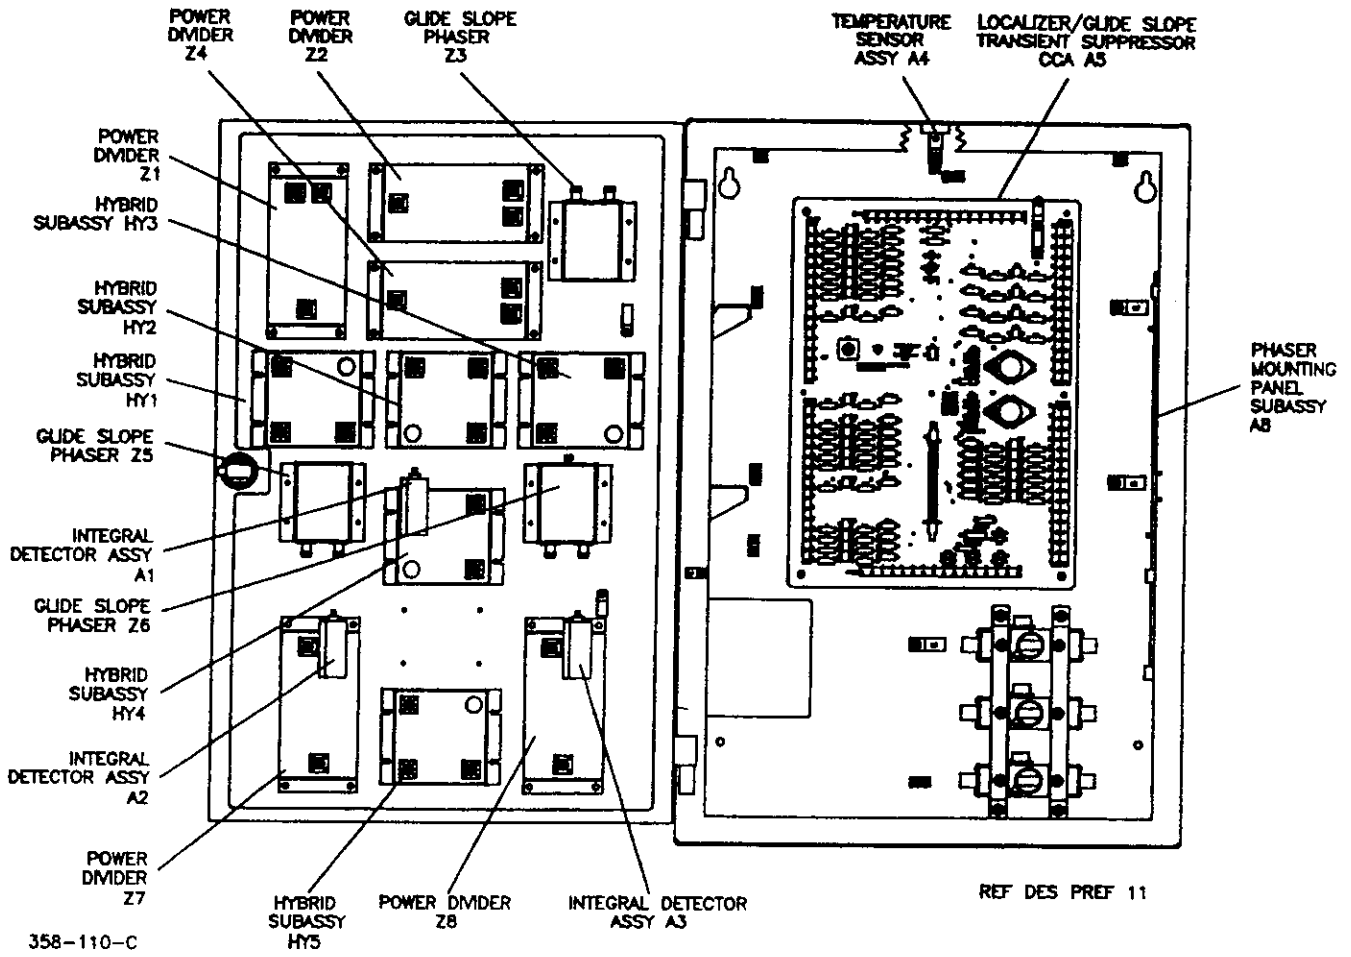 POWER
DIVIDER
Z4
POWER
DIVIDER
Z2
GLIDE SLOPE
PHASER
Z3
TEMPERATURE
SENSOR
ASSY A4
LOCALIZER/GLIDE SLOPE
TRANSIENT SUPPRESSOR
CCA A5
POWER
DIVIDER
Z1
HYBRID
SUBASSY HY3
HYBRID
SUBASSY
HY2
HYBRID
SUBASSY
HY1
GLIDE SLOPE
PHASER Z5
INTEGRAL
DETECTOR ASSY
A1
GLIDE SLOPE
PHASER Z6
HYBRID
SUBASSY
HY4
INTEGRAL
DETECTOR ASSY
A2
POWER
DIVIDER
Z7
HYBRID
SUBASSY
HY5
POWER DIVIDER
Z8
INTEGRAL DETECTOR
ASSY A3
PHASER
MOUNTING
PANEL
SUBASSY
A8
REF DES PREF 11
358-110-C